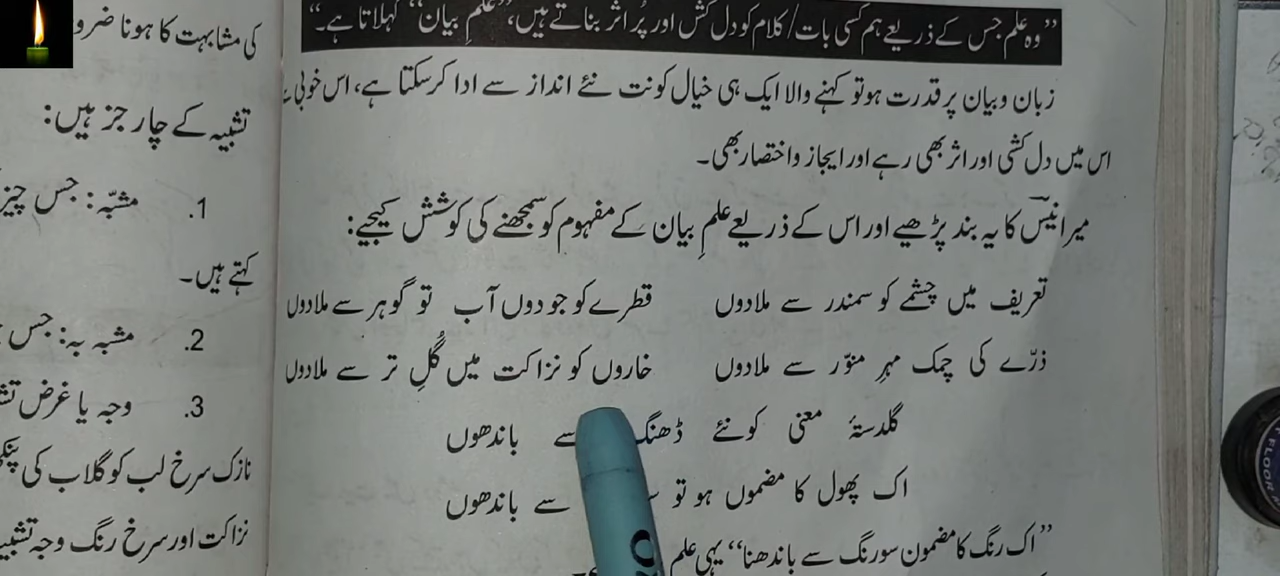 ”وہ علم جس کے ذریعے ہم کسی بات/کلام کو دل کش اور پُر اثر بناتے ہیں، ”علمِ بیان“ کہلاتا ہے۔“
زبان و بیان پر قدرت ہو تو کہنے والا ایک ہی خیال کو نت نئے انداز سے ادا کر سکتا ہے، اس خوبی
اس میں دل کشی اور اثر بھی رہے اور ایجاز و اختصار بھی۔
میر انیسؔ کا یہ بند پڑھیے اور اس کے ذریعے علمِ بیان کے مفہوم کو سمجھنے کی کوشش کیجیے:
تعریف میں چشمے کو سمندر سے ملا دوں قطرے کو جو دوں آب تو گوہر سے ملا دوں
ذرّے کی چمک مہرِ منوّر سے ملا دوں خاروں کو نزاکت میں گُلِ تر سے ملا دوں
گلدستۂ معنی کو نئے ڈھنگ سے باندھوں
اک پھول کا مضموں ہو تو سے باندھوں
”اک رنگ کا مضمون سو رنگ سے باندھنا“ یہی علم
کی مشابہت کا ہونا ضرو
تشبیہ کے چار جز ہیں:
1. مشبّہ: جس چیز
کہتے ہیں۔
2. مشبہ بہ: جس
3. وجہ یا غرض
نازک سرخ لب کو گلاب کی
نزاکت اور سرخ رنگ وجہ